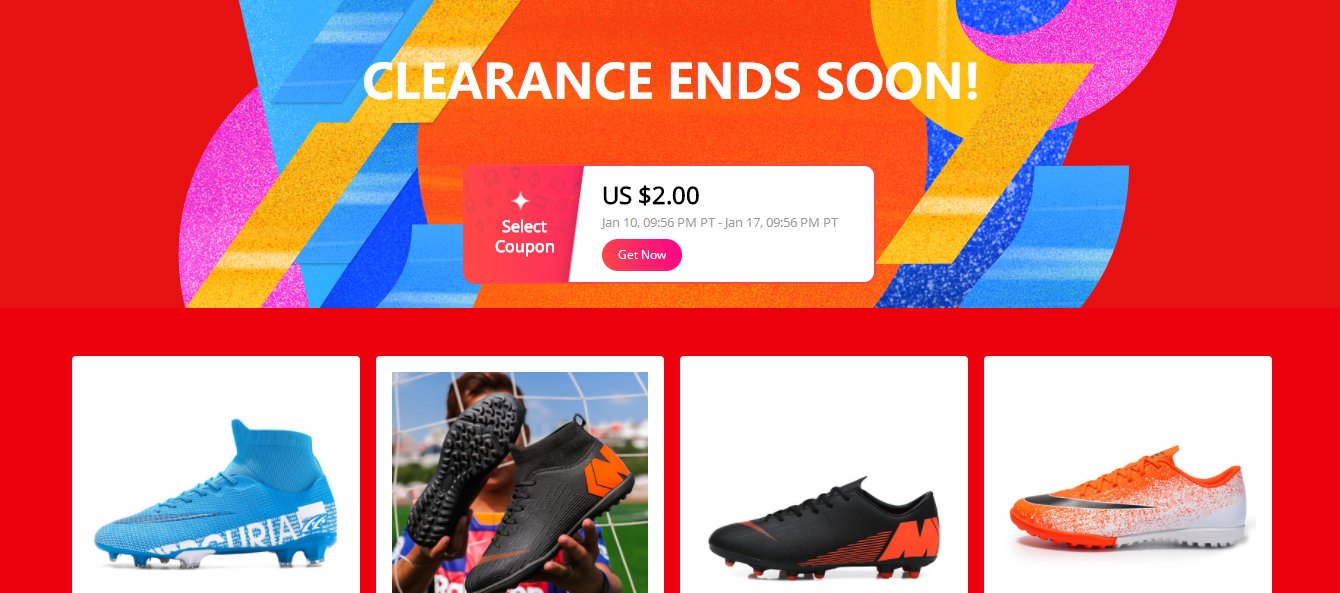 CLEARANCE ENDS SOON!
Select
Coupon
US $2.00
Jan 10, 09:56 PM PT - Jan 17, 09:56 PM PT
Get Now